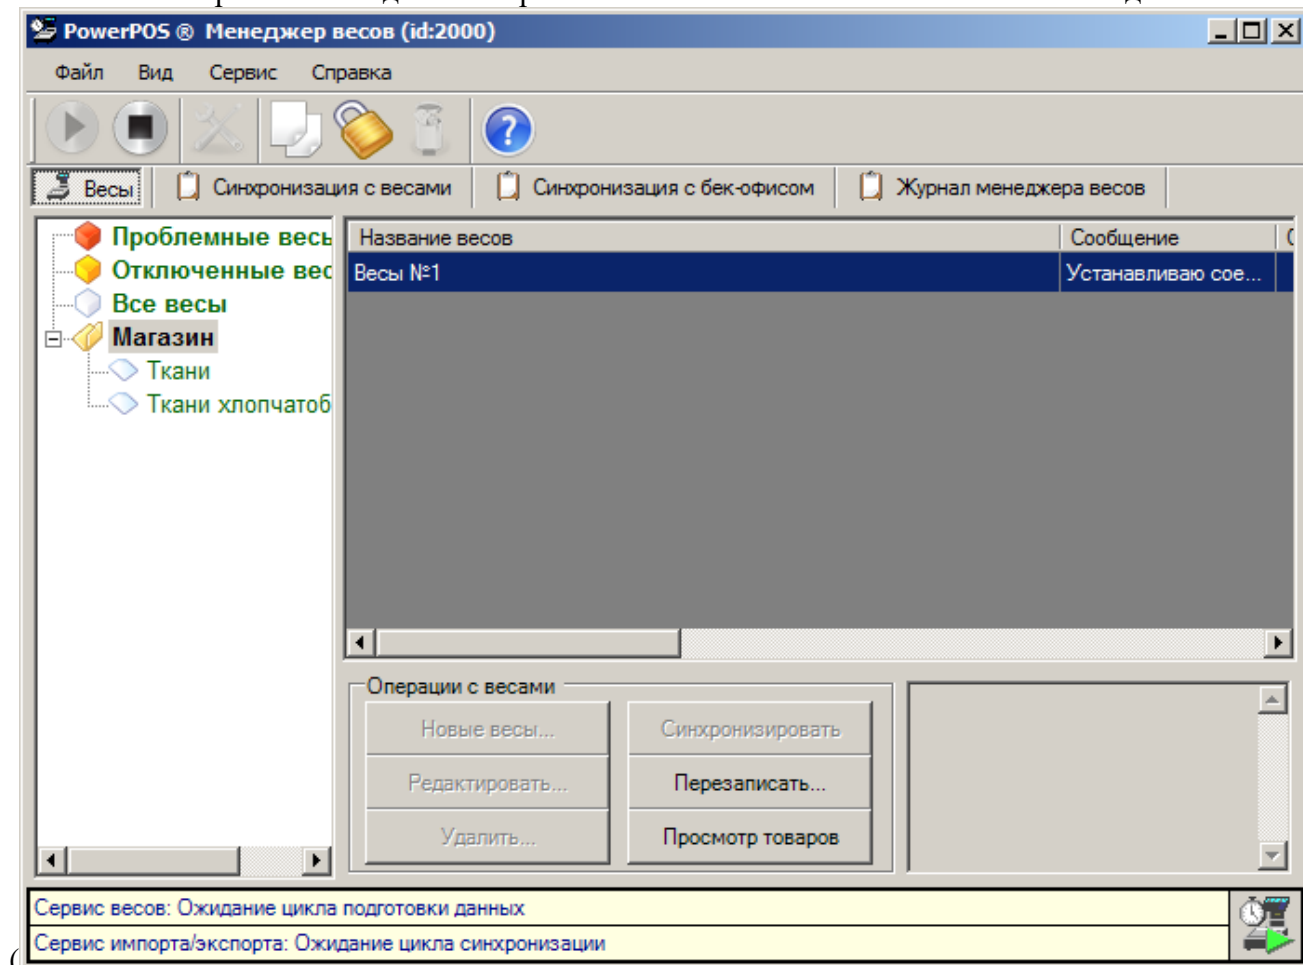 PowerPOS ® Менеджер весов (id:2000)
Файл Вид Сервис Справка
Весы Синхронизация с весами Синхронизация с бек-офисом Журнал менеджера весов
Проблемные весы
Отключенные вес
Все весы
Магазин
Ткани
Ткани хлопчатоб
Название весов Сообщение
Весы №1 Устанавливаю сое...
Операции с весами
Новые весы... Синхронизировать
Редактировать... Перезаписать...
Удалить... Просмотр товаров
Сервис весов: Ожидание цикла подготовки данных
(
Сервис импорта/экспорта: Ожидание цикла синхронизации